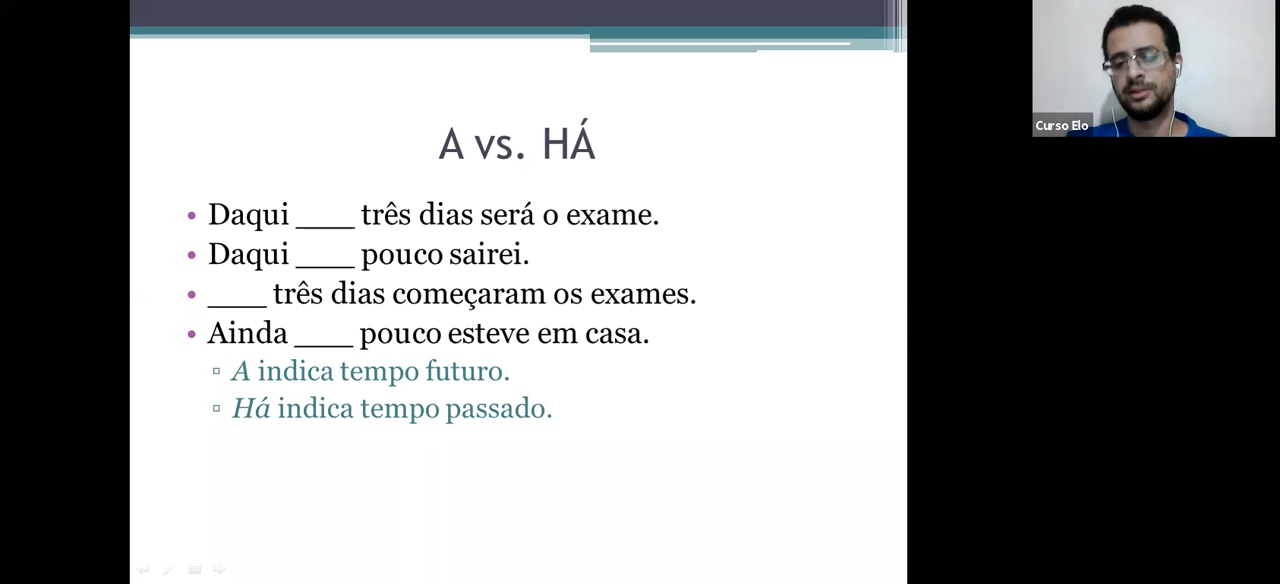 A vs. HÁ
Daqui ____ três dias será o exame.
Daqui ____ pouco sairei.
____ três dias começaram os exames.
Ainda ____ pouco esteve em casa.
A indica tempo futuro.
Há indica tempo passado.
Curso Elo